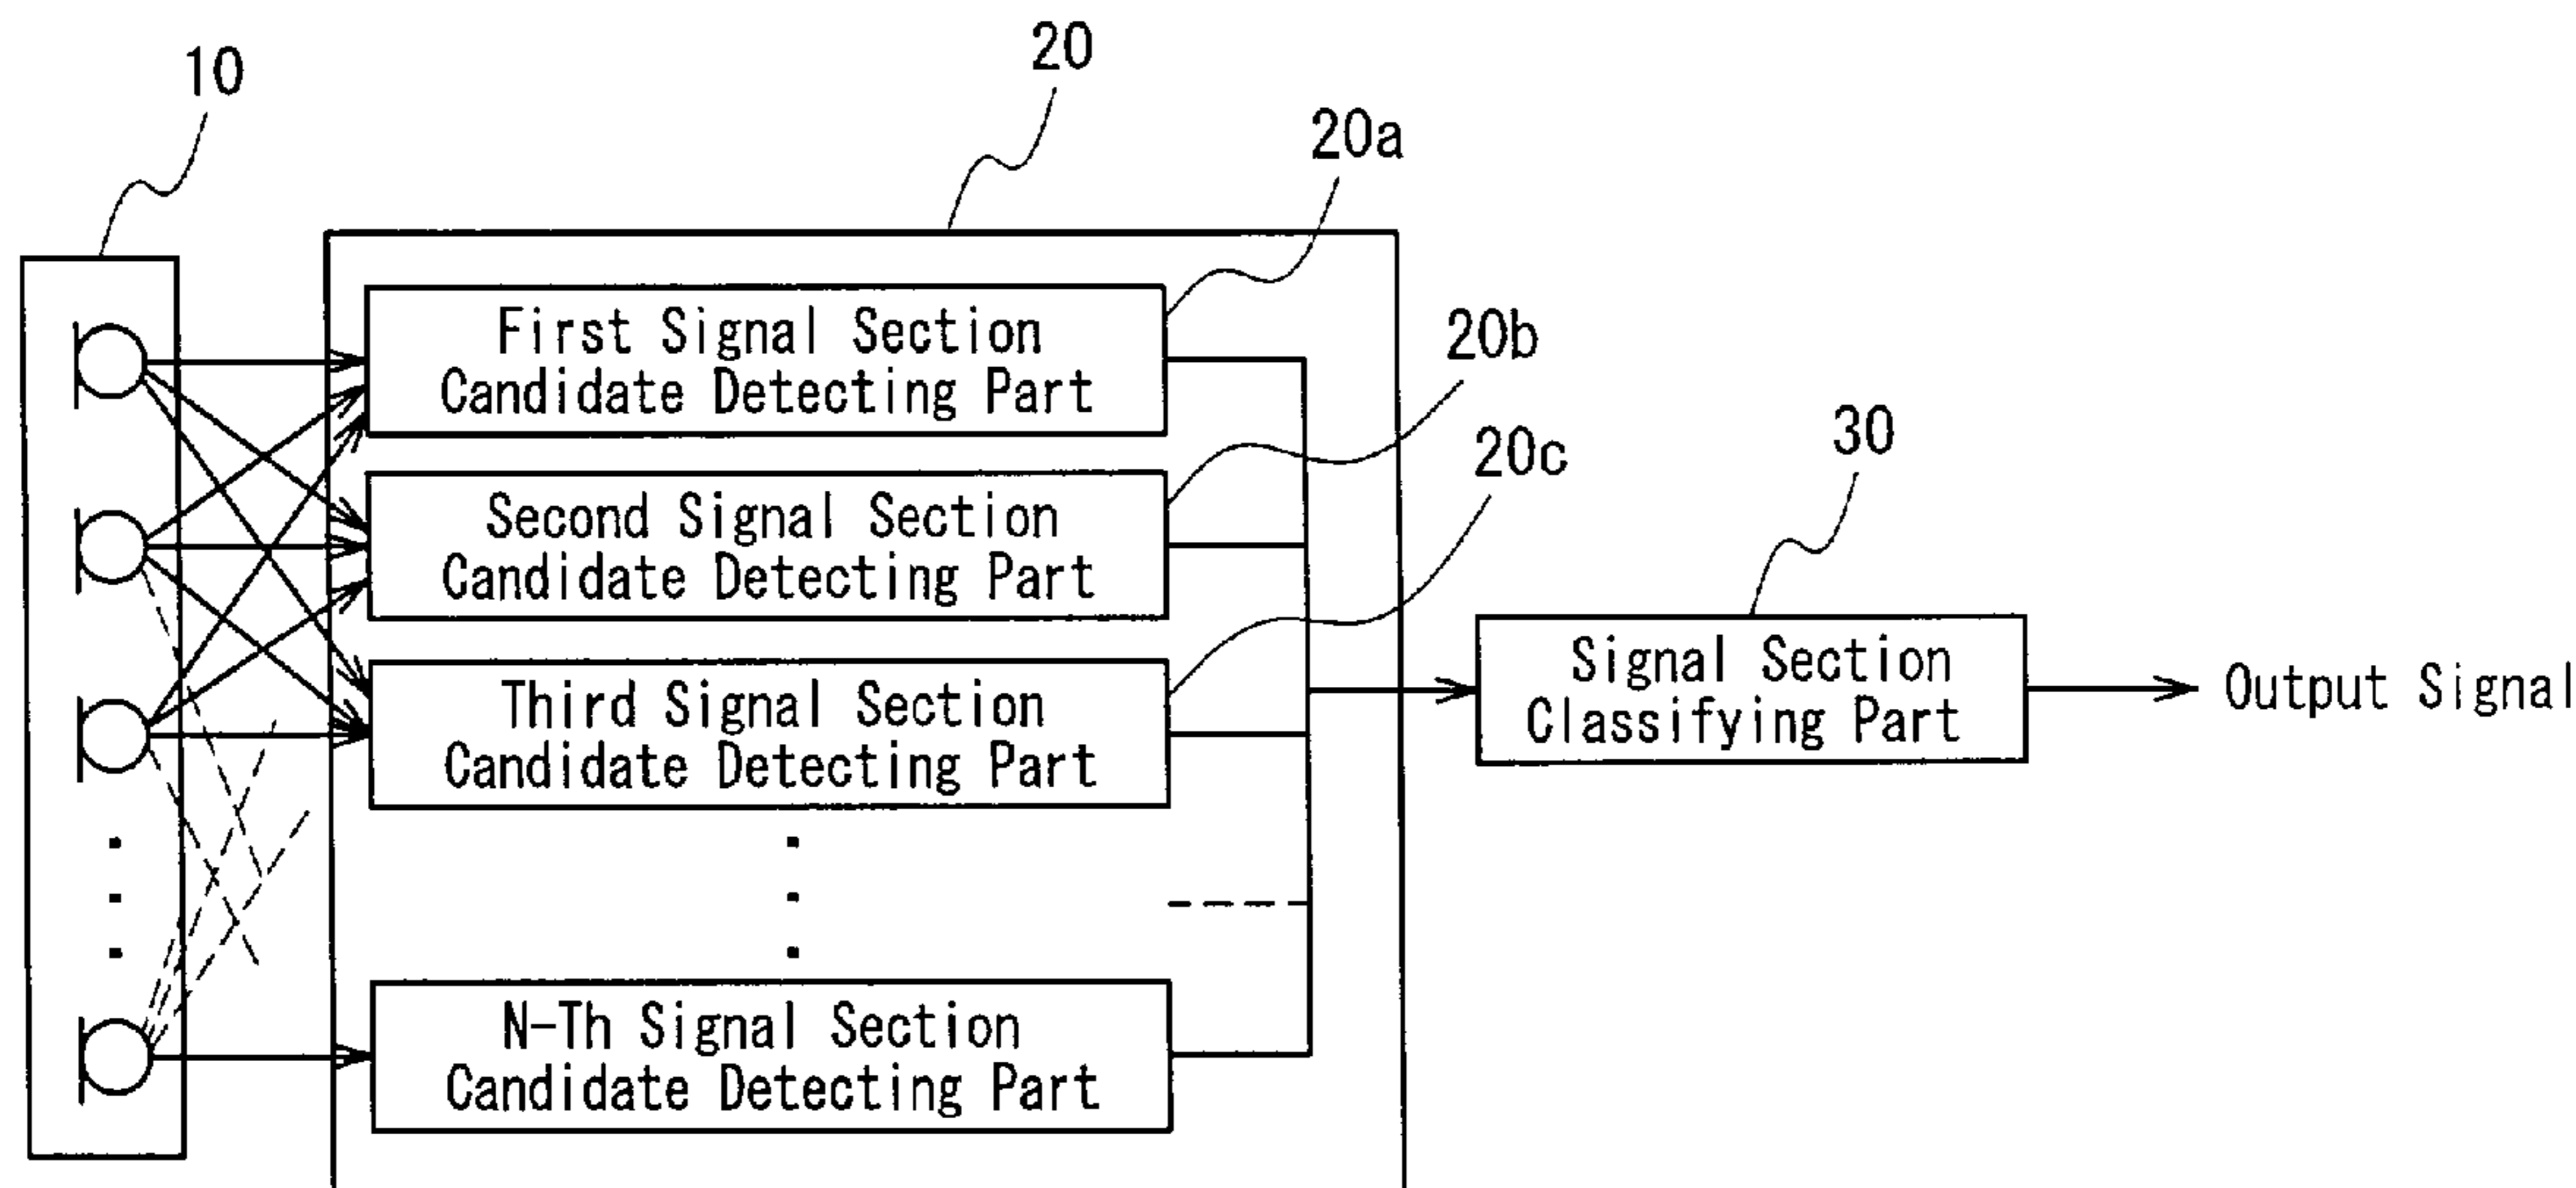 10
20
20a
First Signal Section
Candidate Detecting Part
20b
Second Signal Section
Candidate Detecting Part
20c
Third Signal Section
Candidate Detecting Part
30
Signal Section
Classifying Part
Output Signal
N-Th Signal Section
Candidate Detecting Part